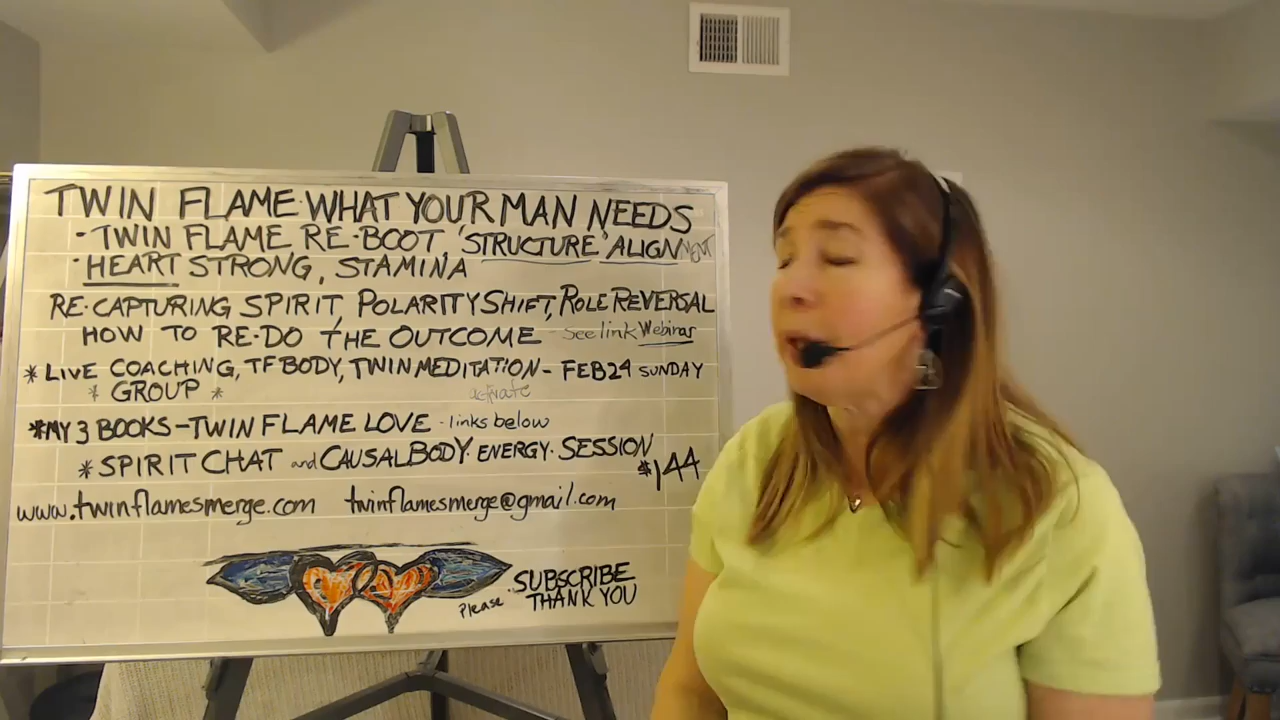 TWIN FLAME·WHAT YOUR MAN NEEDS
- TWIN FLAME RE-BOOT, 'STRUCTURE' ALIGNMENT
· HEART STRONG, STAMINA
RE-CAPTURING SPIRIT, POLARITY SHIFT, ROLE REVERSAL
HOW TO RE-DO THE OUTCOME - see link Webinar
* LIVE COACHING, TF BODY, TWIN MEDITATION - FEB 24 SUNDAY
* GROUP * activate
*MY 3 BOOKS - TWIN FLAME LOVE - links below
* SPIRIT CHAT and CAUSAL BODY· ENERGY· SESSION $144
www.twinflamesmerge.com twinflamesmerge@gmail.com
Please · SUBSCRIBE
THANK YOU